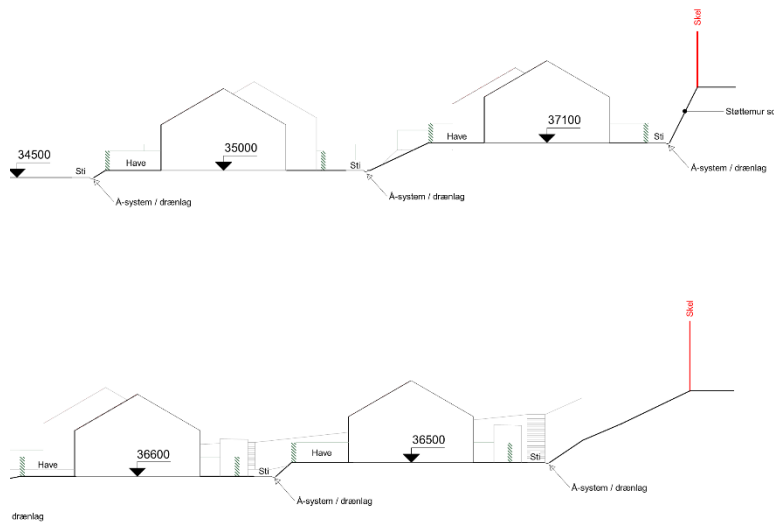 Skel
37100
Støttemur so
34500
35000
Have
Sti
Have
Sti
Sti
Å-system / drænlag
Å-system / drænlag
Å-system / drænlag
Skel
36600
36500
Have
Sti
Have
Sti
Å-system / drænlag
Å-system / drænlag
drænlag